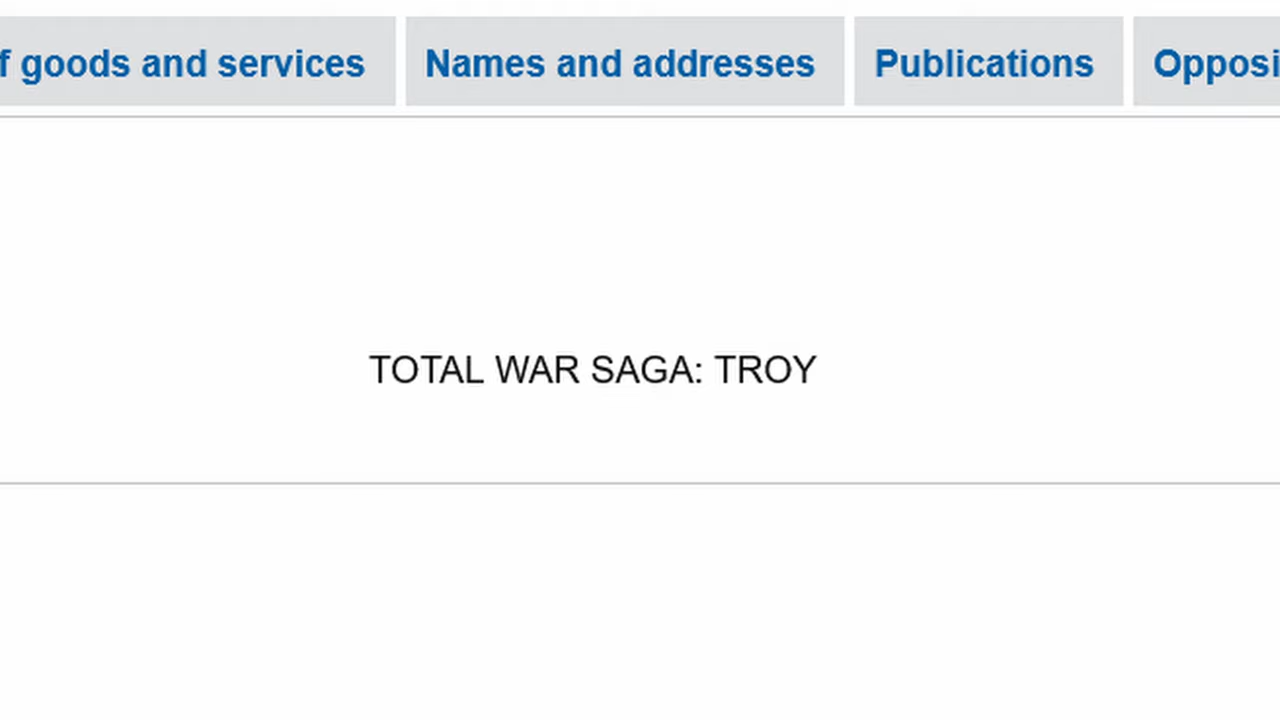 f goods and services Names and addresses Publications Opposi
TOTAL WAR SAGA: TROY